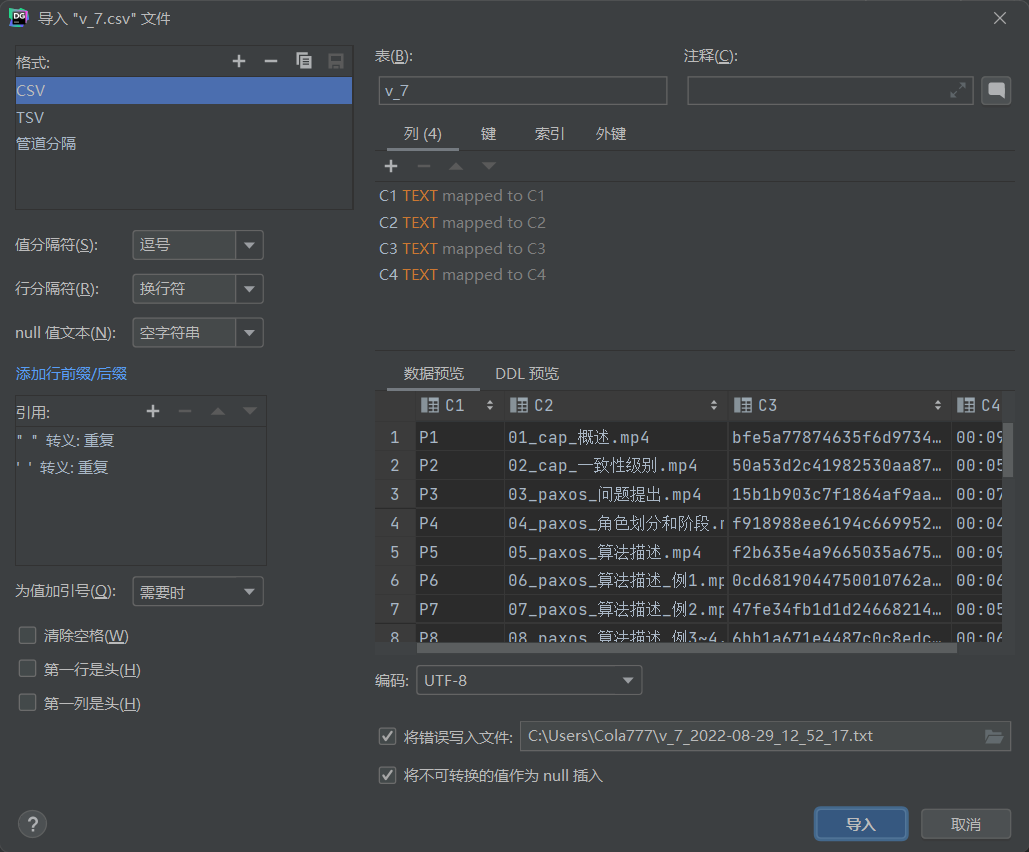 DG 导入 "v_7.csv" 文件
格式:
CSV
TSV
管道分隔
值分隔符(S): 逗号
行分隔符(R): 换行符
null 值文本(N): 空字符串
添加行前缀/后缀
引用:
" " 转义: 重复
' ' 转义: 重复
为值加引号(Q): 需要时
清除空格(W)
第一行是头(H)
第一列是头(H)
?
表(B): 注释(C):
v_7
列 (4) 键 索引 外键
C1 TEXT mapped to C1
C2 TEXT mapped to C2
C3 TEXT mapped to C3
C4 TEXT mapped to C4
数据预览 DDL 预览
C1 C2 C3 C4
1 P1 01_cap_概述.mp4 bfe5a77874635f6d9734… 00:09
2 P2 02_cap_一致性级别.mp4 50a53d2c41982530aa87… 00:05
3 P3 03_paxos_问题提出.mp4 15b1b903c7f1864af9aa… 00:07
4 P4 04_paxos_角色划分和阶段.m f918988ee6194c669952… 00:04
5 P5 05_paxos_算法描述.mp4 f2b635e4a9665035a675… 00:09
6 P6 06_paxos_算法描述_例1.mp 0cd6819044750010762a… 00:06
7 P7 07_paxos_算法描述_例2.mp 47fe34fb1d1d24668214… 00:05
8 P8 08_paxos_算法描述_例3~4. 6bb1a671e4487c0c8edc… 00:06
编码: UTF-8
将错误写入文件: C:\Users\Cola777\v_7_2022-08-29_12_52_17.txt
将不可转换的值作为 null 插入
导入 取消